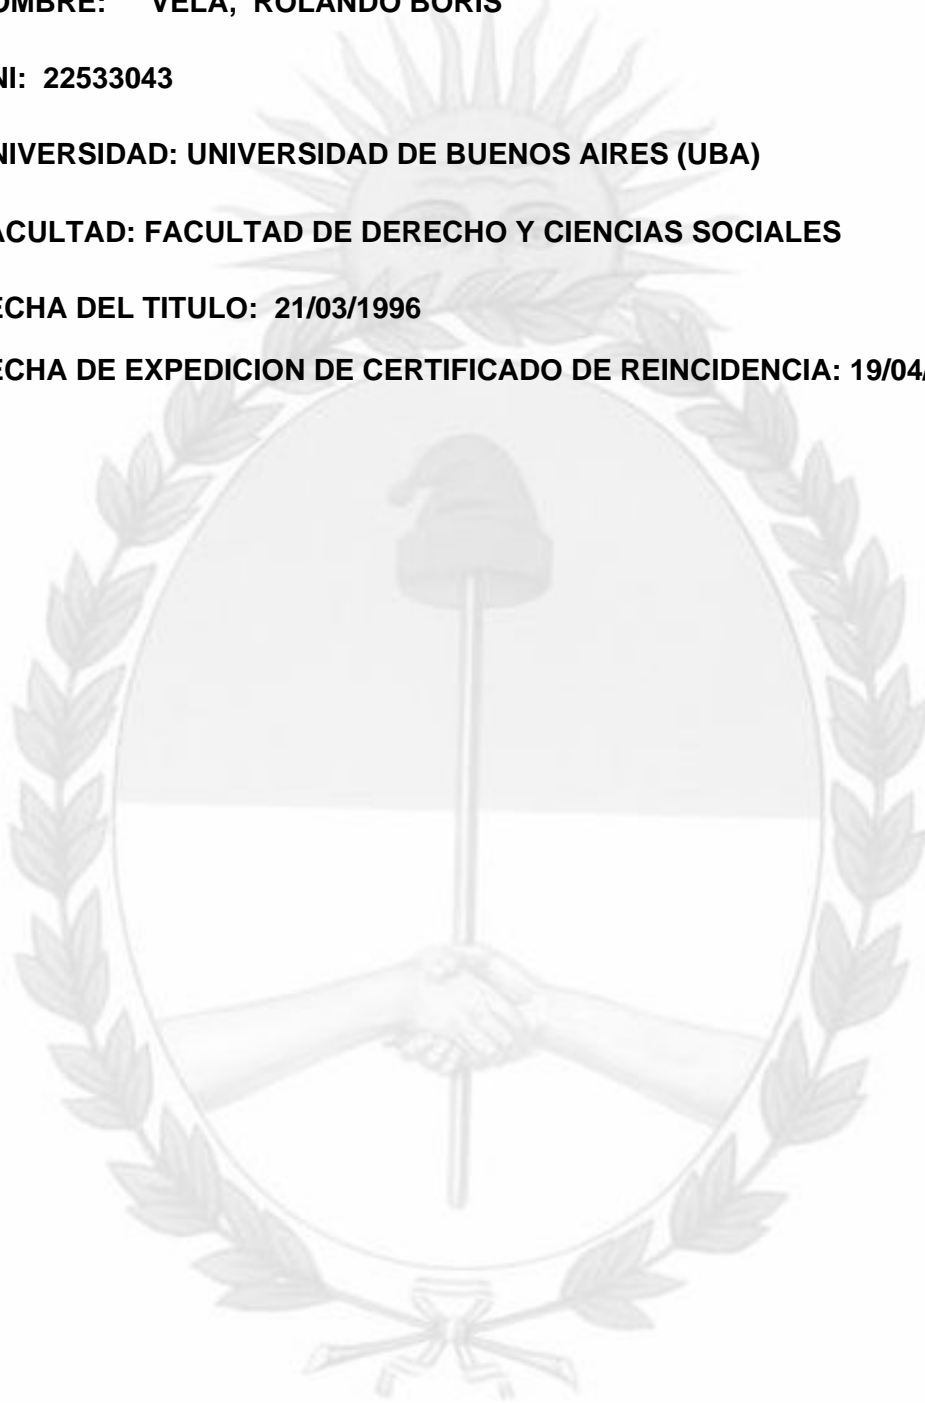 OMBRE: VELA, ROLANDO BORIS
NI: 22533043
NIVERSIDAD: UNIVERSIDAD DE BUENOS AIRES (UBA)
ACULTAD: FACULTAD DE DERECHO Y CIENCIAS SOCIALES
ECHA DEL TITULO: 21/03/1996
ECHA DE EXPEDICION DE CERTIFICADO DE REINCIDENCIA: 19/04/